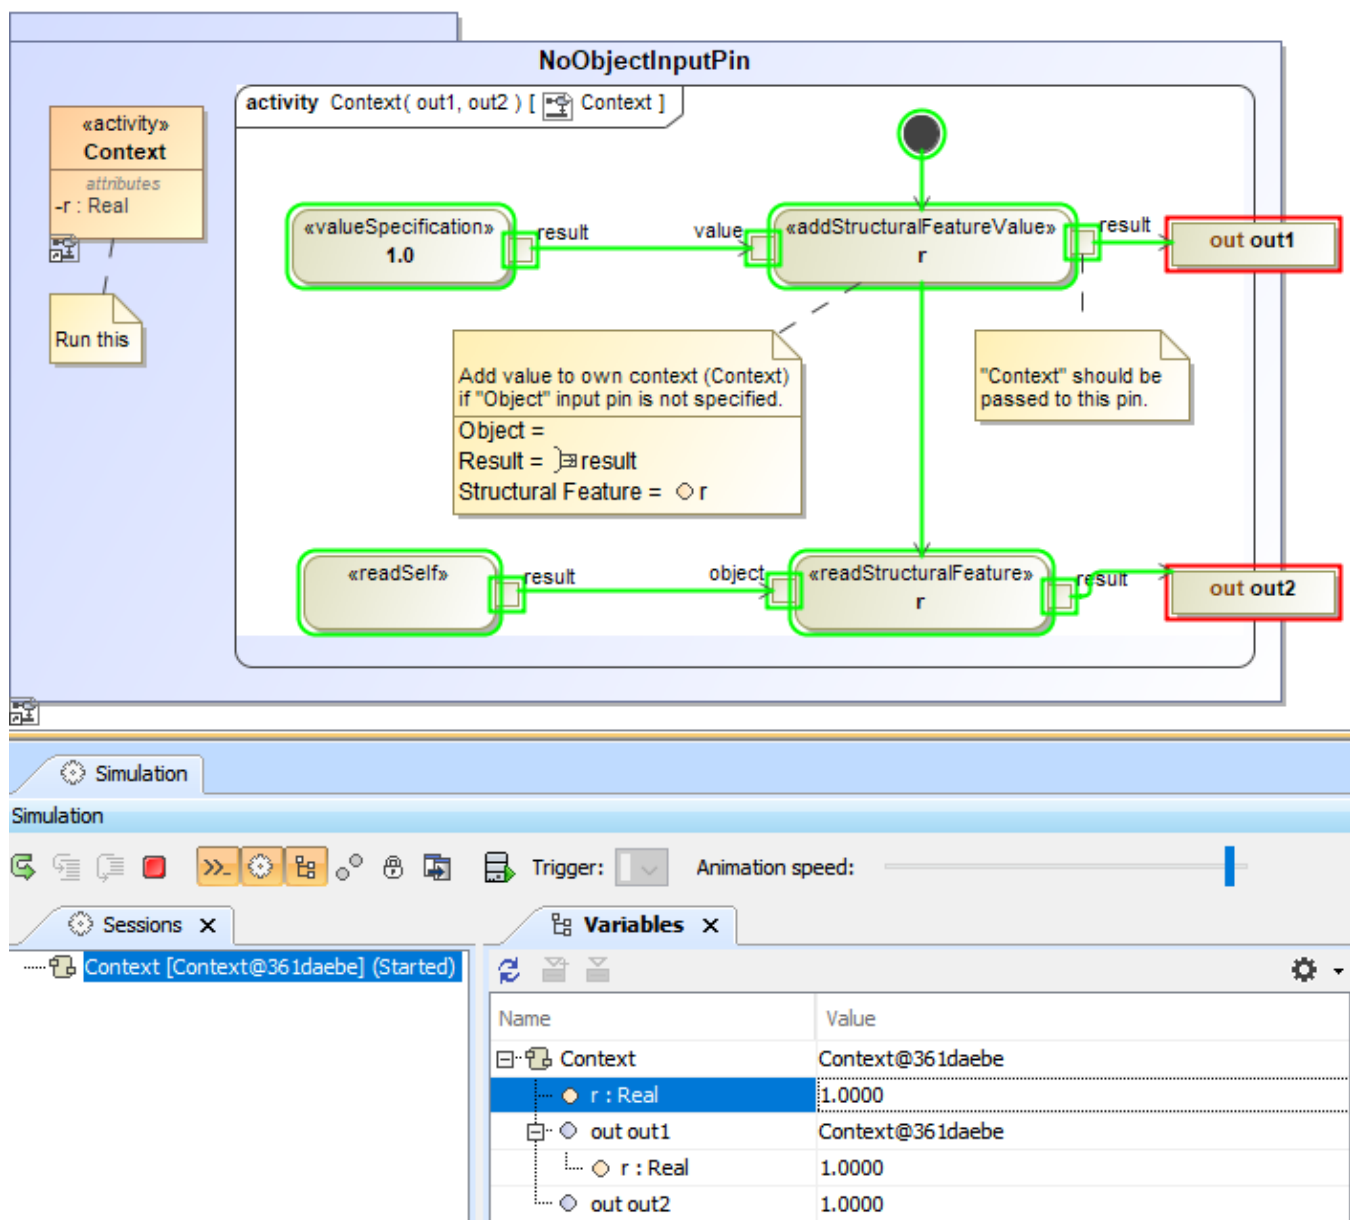 NoObjectInputPin
activity Context( out1, out2 ) [ Context ]
«activity»
Context
attributes
-r : Real
Run this
«valueSpecification»
1.0
result
value
«addStructuralFeatureValue»
r
result
out out1
Add value to own context (Context)
if "Object" input pin is not specified.
Object =
Result = result
Structural Feature = r
"Context" should be
passed to this pin.
«readSelf»
result
object
«readStructuralFeature»
r
result
out out2
Simulation
Simulation
Trigger:
Animation speed:
Sessions
Variables
Context [Context@361daebe] (Started)
Name Value
Context Context@361daebe
r : Real 1.0000
out out1 Context@361daebe
r : Real 1.0000
out out2 1.0000